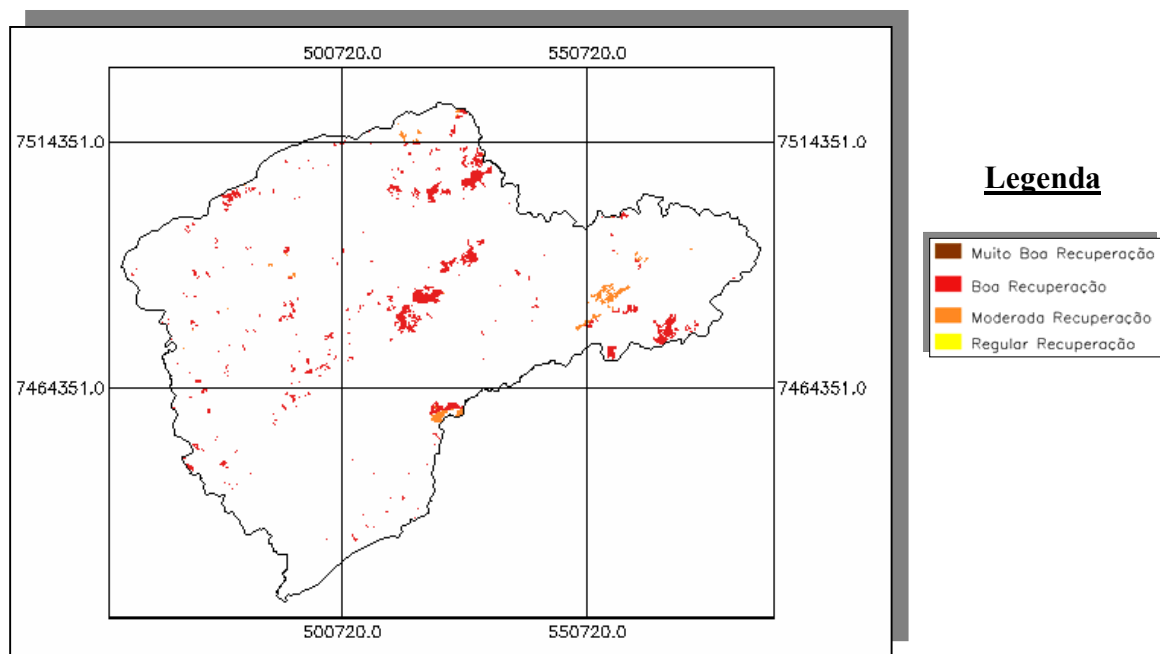 500720.0 550720.0
7514351.0 7514351.0
7464351.0 7464351.0
500720.0 550720.0
Legenda
Muito Boa Recuperação
Boa Recuperação
Moderada Recuperação
Regular Recuperação